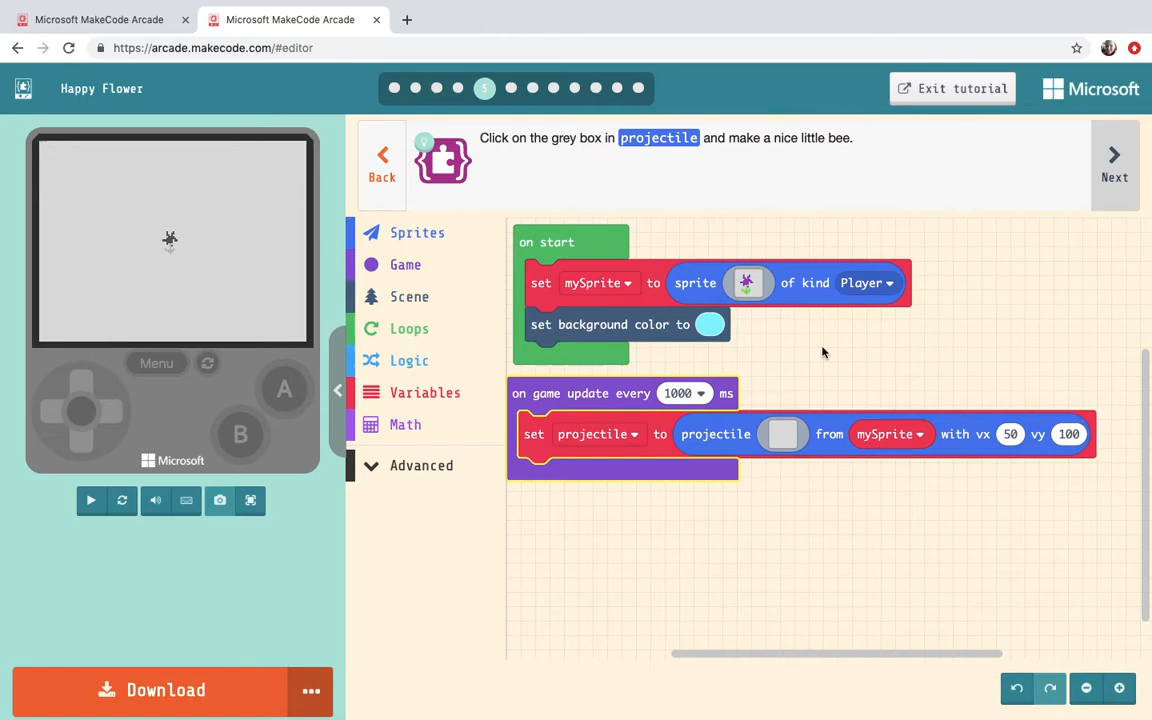 Microsoft MakeCode Arcade
Microsoft MakeCode Arcade
https://arcade.makecode.com/#editor
Happy Flower
5
Exit tutorial
Microsoft
Back
Click on the grey box in projectile and make a nice little bee.
Next
Sprites
Game
Scene
Loops
Logic
Variables
Math
Advanced
on start
set mySprite to sprite of kind Player
set background color to
on game update every 1000 ms
set projectile to projectile from mySprite with vx 50 vy 100
Menu
A
B
Microsoft
Download